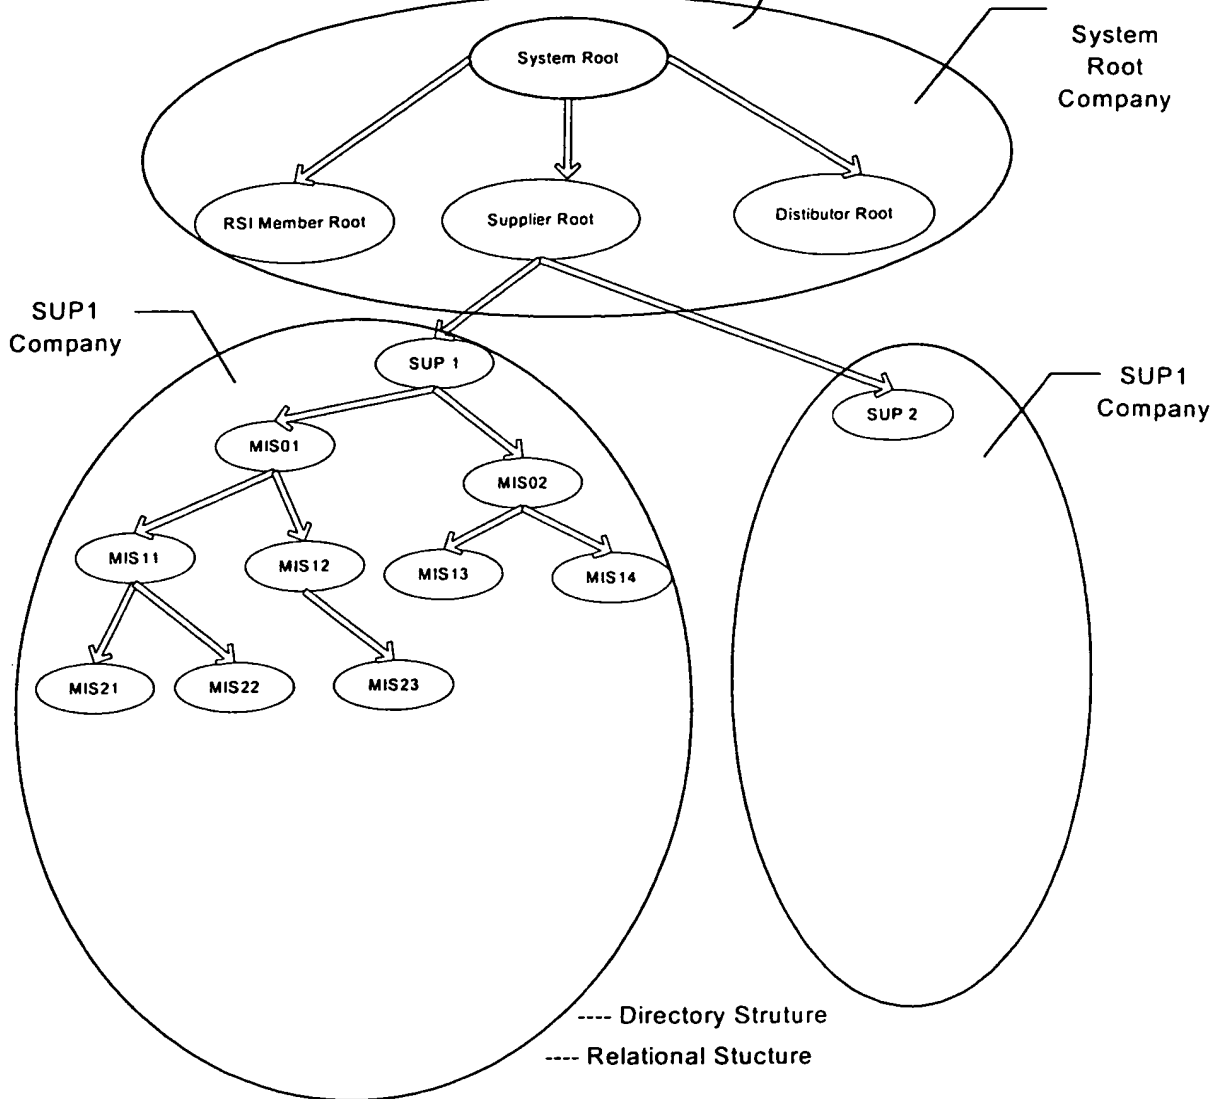 System
Root
Company
System Root
RSI Member Root
Supplier Root
Distibutor Root
SUP1
Company
SUP 1
SUP1
Company
SUP 2
MIS01
MIS02
MIS11
MIS12
MIS13
MIS14
MIS21
MIS22
MIS23
---- Directory Struture
---- Relational Stucture